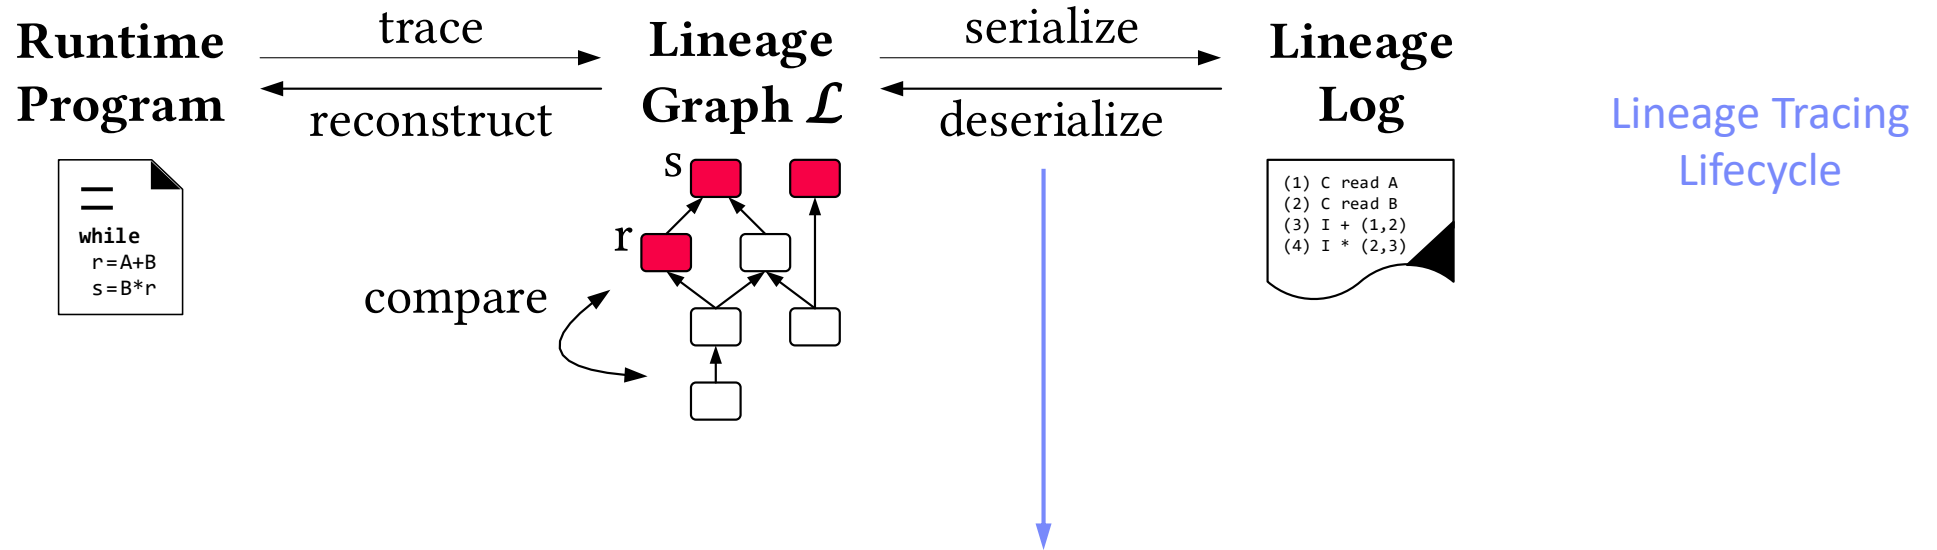 Runtime
Program
trace
reconstruct
Lineage
Graph ℒ
serialize
deserialize
Lineage
Log
Lineage Tracing
Lifecycle
while
r=A+B
s=B*r
s
r
compare
(1) C read A
(2) C read B
(3) I + (1,2)
(4) I * (2,3)